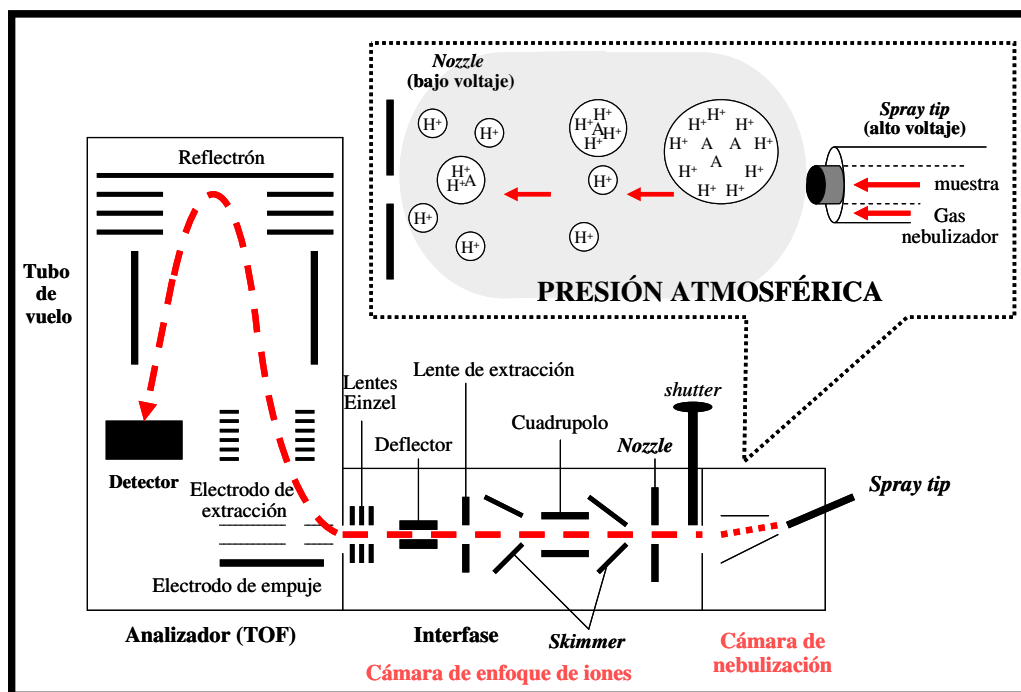 Nozzle
(bajo voltaje)
Spray tip
(alto voltaje)
H⁺
H⁺
H⁺
H⁺A
H⁺
H⁺
H⁺
H⁺A
H⁺
H⁺
H⁺
H⁺
H⁺
H⁺ H⁺
H⁺ A A H⁺
H⁺ A H⁺
H⁺ H⁺
muestra
Gas
nebulizador
PRESIÓN ATMOSFÉRICA
Reflectrón
Tubo
de
vuelo
Detector
Electrodo de
extracción
Electrodo de empuje
Analizador (TOF)
Lentes
Einzel
Deflector
Lente de extracción
Cuadrupolo
Nozzle
shutter
Spray tip
Interfase
Skimmer
Cámara de enfoque de iones
Cámara de
nebulización